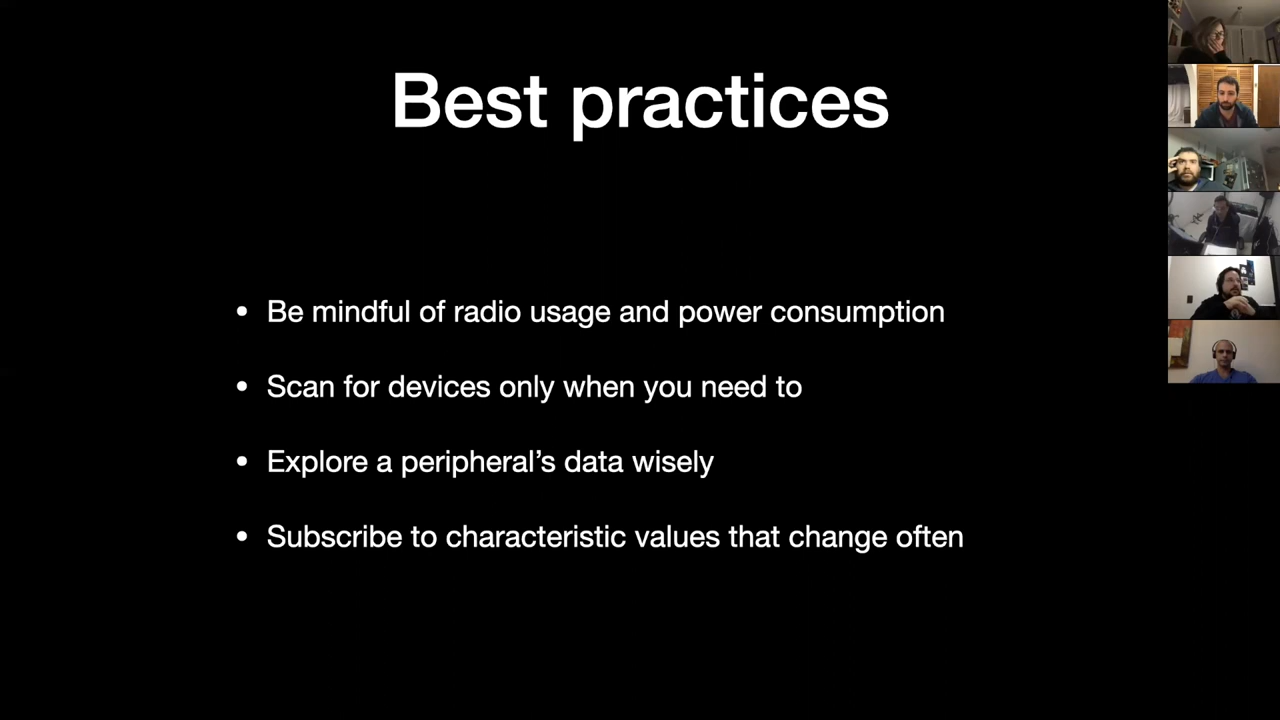 Best practices
• Be mindful of radio usage and power consumption
• Scan for devices only when you need to
• Explore a peripheral’s data wisely
• Subscribe to characteristic values that change often